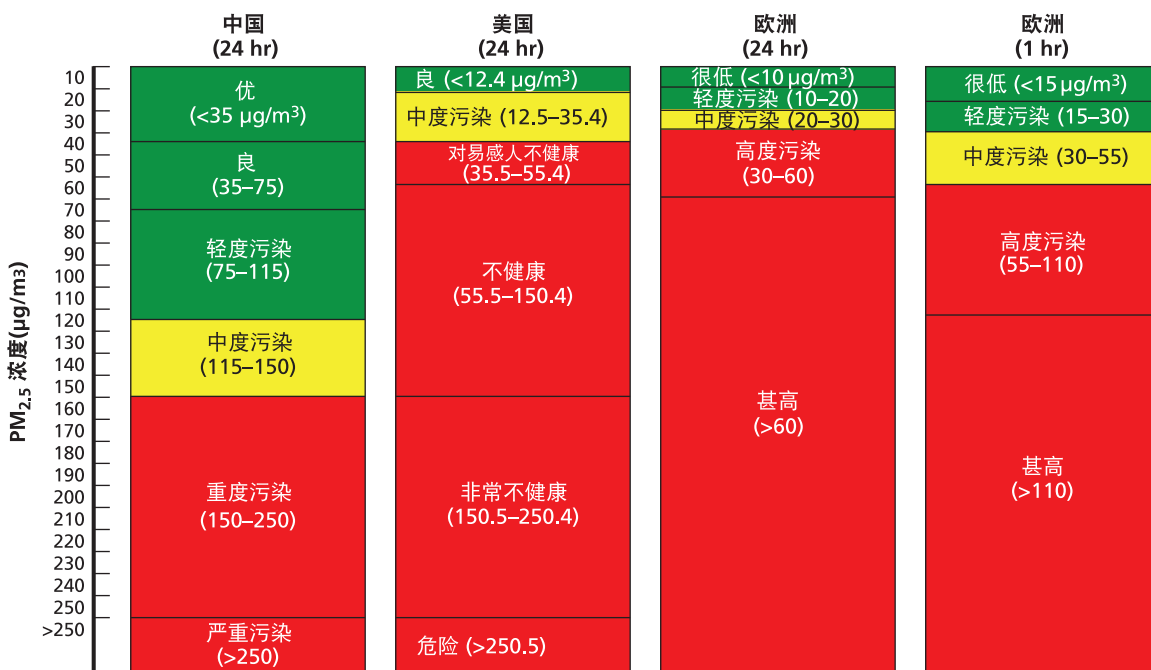 中国
(24 hr)
美国
(24 hr)
欧洲
(24 hr)
欧洲
(1 hr)
PM2.5 浓度(µg/m3)
10
20
30
40
50
60
70
80
90
100
110
120
130
140
150
160
170
180
190
200
210
220
230
240
250
>250
优
(<35 µg/m³)
良
(35–75)
轻度污染
(75–115)
中度污染
(115–150)
重度污染
(150–250)
严重污染
(>250)
良 (<12.4 µg/m³)
中度污染 (12.5–35.4)
对易感人不健康
(35.5–55.4)
不健康
(55.5–150.4)
非常不健康
(150.5–250.4)
危险 (>250.5)
很低 (<10 µg/m³)
轻度污染 (10–20)
中度污染 (20–30)
高度污染
(30–60)
甚高
(>60)
很低 (<15 µg/m³)
轻度污染 (15–30)
中度污染 (30–55)
高度污染
(55–110)
甚高
(>110)